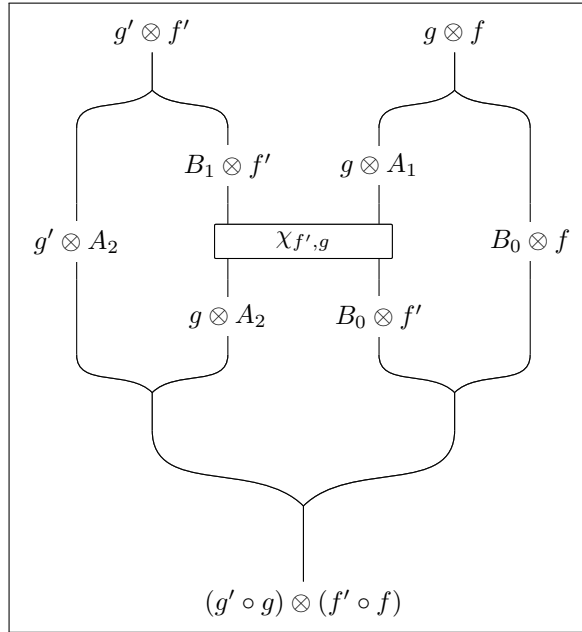 g′ ⊗ f′ g ⊗ f
B₁ ⊗ f′ g ⊗ A₁
g′ ⊗ A₂ χ_{f′,g} B₀ ⊗ f
g ⊗ A₂ B₀ ⊗ f′
(g′ ∘ g) ⊗ (f′ ∘ f)